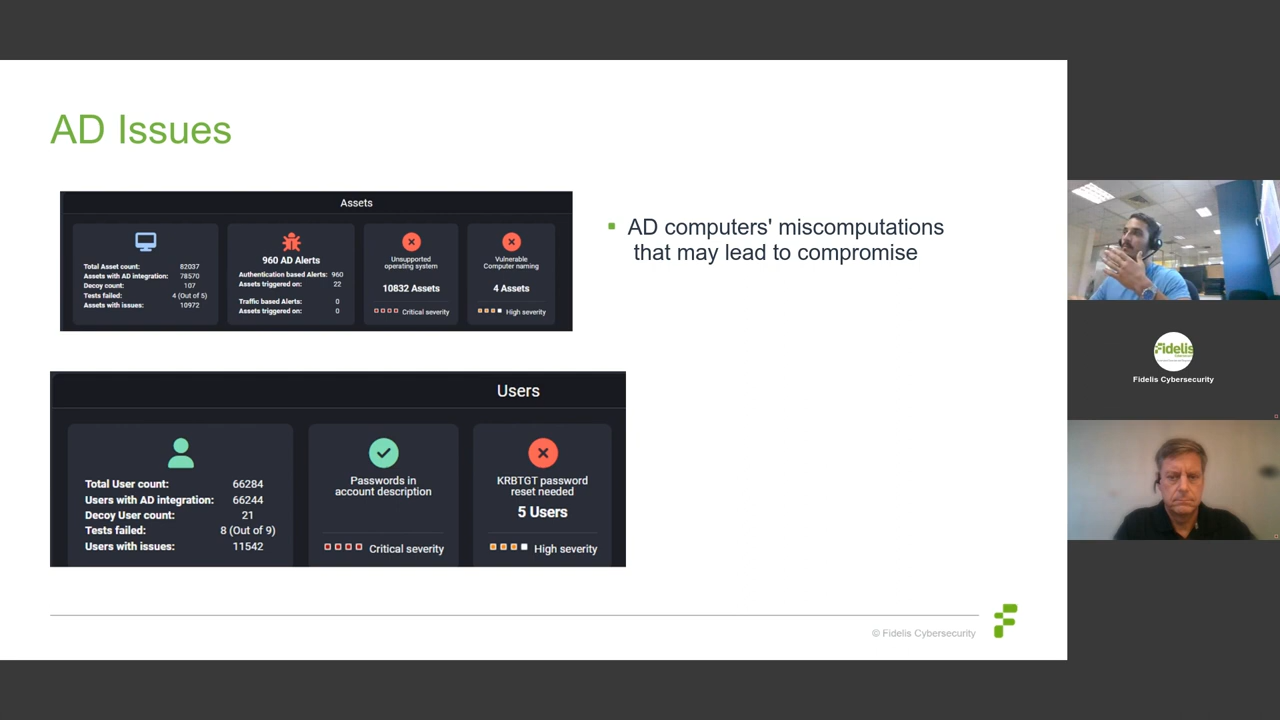 AD Issues
Assets
Total Asset count: 82037
Assets with AD integration: 78570
Decoy count: 107
Tests failed: 4 (Out of 5)
Assets with issues: 10972
960 AD Alerts
Authentication based Alerts: 960
Assets triggered on: 22
Traffic based Alerts: 0
Assets triggered on: 0
Unsupported
operating system
10832 Assets
Critical severity
Vulnerable
Computer naming
4 Assets
High severity
AD computers' miscomputations
that may lead to compromise
Users
Total User count: 66284
Users with AD integration: 66244
Decoy User count: 21
Tests failed: 8 (Out of 9)
Users with issues: 11542
Passwords in
account description
Critical severity
KRBTGT password
reset needed
5 Users
High severity
© Fidelis Cybersecurity
Fidelis
Fidelis Cybersecurity